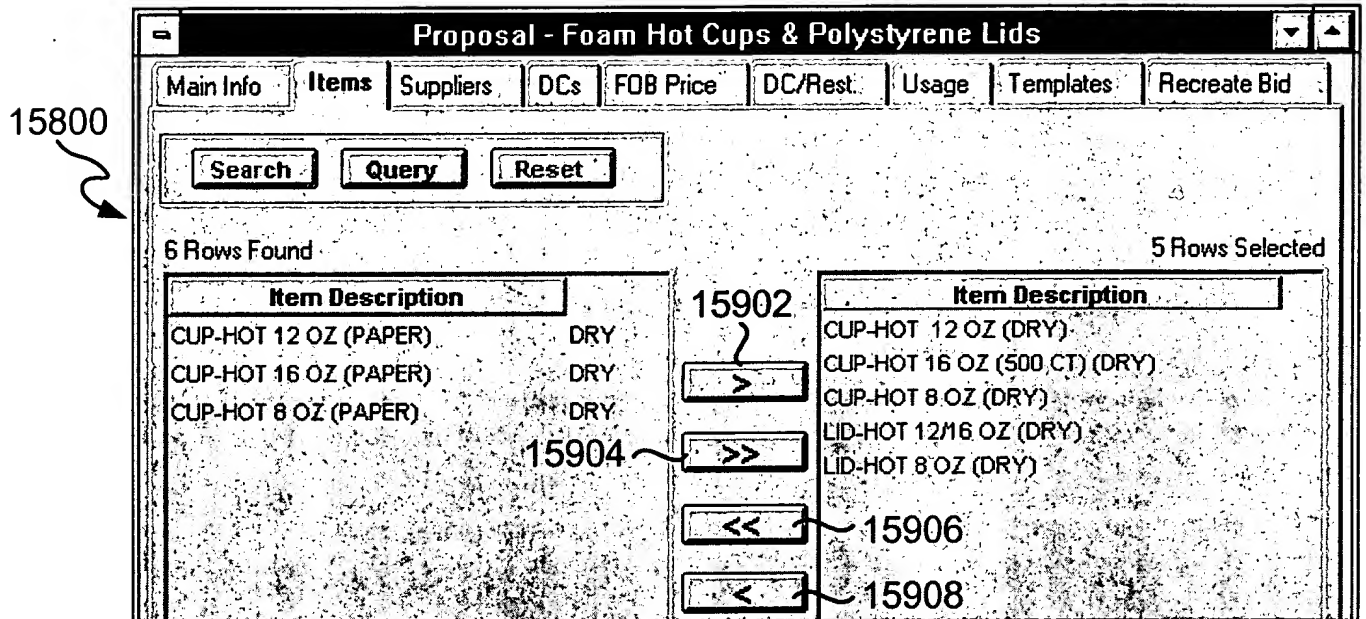 Proposal - Foam Hot Cups & Polystyrene Lids
Main Info Items Suppliers DCs FOB Price DC/Rest. Usage Templates Recreate Bid
15800
Search Query Reset
6 Rows Found 5 Rows Selected
Item Description
CUP-HOT 12 OZ (PAPER) DRY
CUP-HOT 16 OZ (PAPER) DRY
CUP-HOT 8 OZ (PAPER) DRY
15902
>
15904 >>
<< 15906
< 15908
Item Description
CUP-HOT 12 OZ (DRY)
CUP-HOT 16 OZ (500 CT) (DRY)
CUP-HOT 8 OZ (DRY)
LID-HOT 12/16 OZ (DRY)
LID-HOT 8 OZ (DRY)